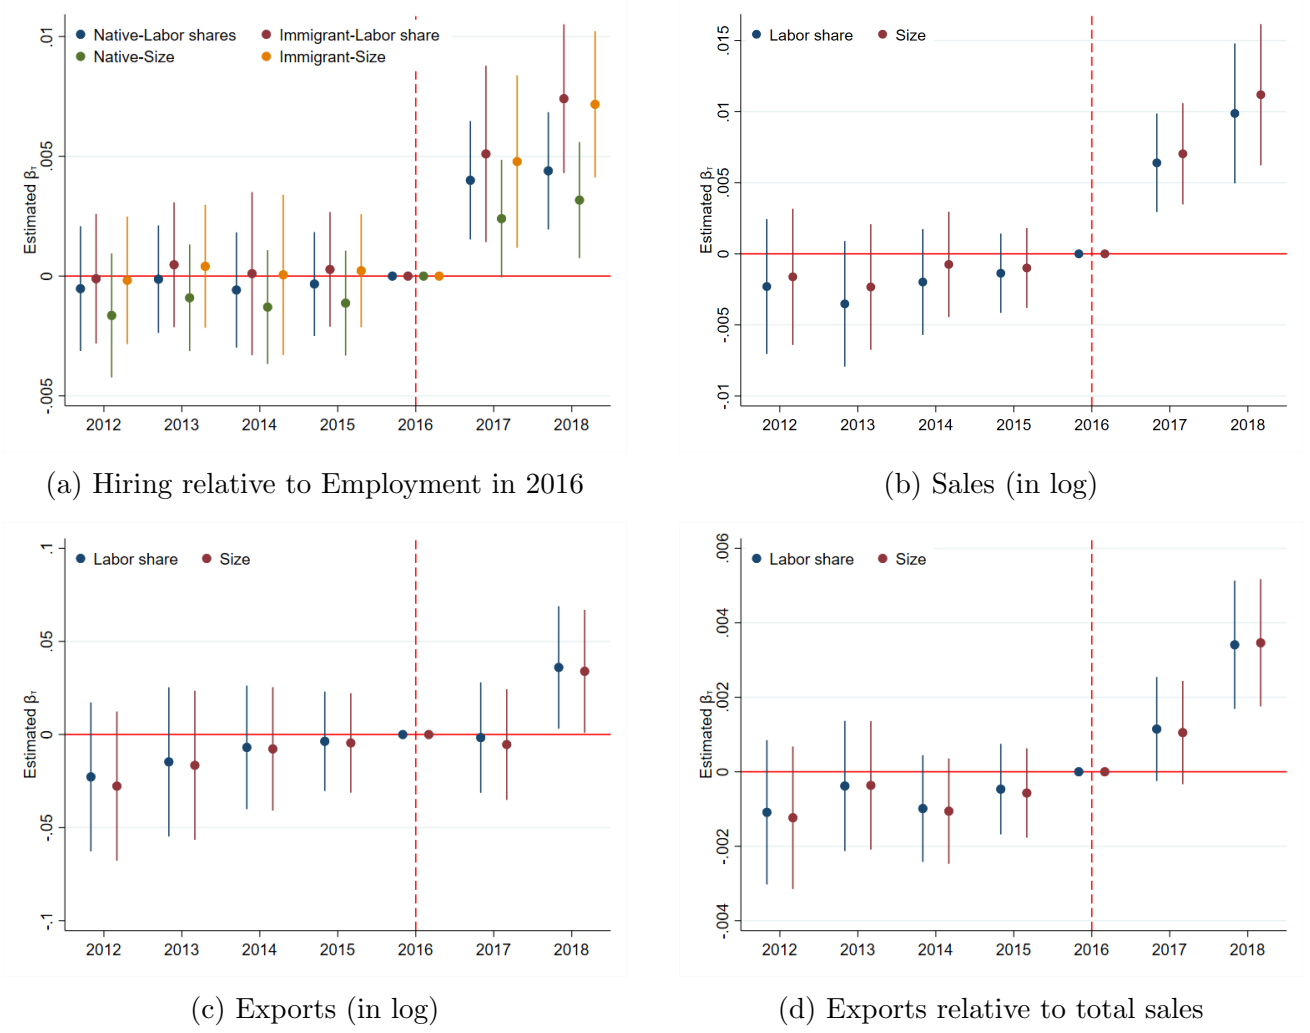 Native-Labor shares Immigrant-Labor share
Native-Size Immigrant-Size
Estimated βτ
.01
.005
0
-.005
2012 2013 2014 2015 2016 2017 2018
(a) Hiring relative to Employment in 2016
Labor share Size
Estimated βτ
.015
.01
.005
0
-.005
-.01
2012 2013 2014 2015 2016 2017 2018
(b) Sales (in log)
Labor share Size
Estimated βτ
.1
.05
0
-.05
-.1
2012 2013 2014 2015 2016 2017 2018
(c) Exports (in log)
Labor share Size
Estimated βτ
.006
.004
.002
0
-.002
-.004
2012 2013 2014 2015 2016 2017 2018
(d) Exports relative to total sales